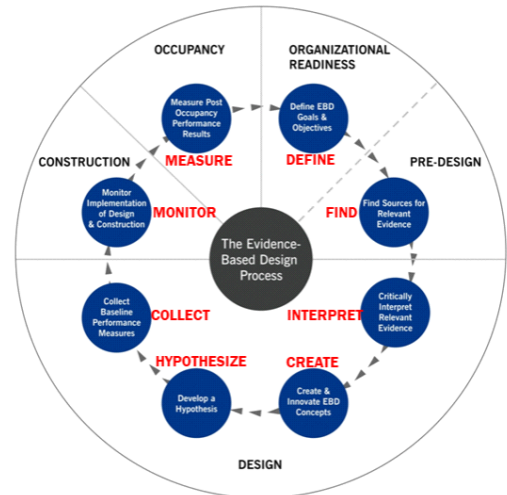 OCCUPANCY
ORGANIZATIONAL
READINESS
Measure Post
Occupancy
Performance
Results
MEASURE
Define EBD
Goals &
Objectives
DEFINE
CONSTRUCTION
PRE-DESIGN
Monitor
Implementation
of Design
& Construction
MONITOR
FIND
Find Sources for
Relevant
Evidence
The Evidence-
Based Design
Process
Collect
Baseline
Performance
Measures
COLLECT
INTERPRET
Critically
Interpret
Relevant
Evidence
HYPOTHESIZE
Develop a
Hypothesis
CREATE
Create &
Innovate EBD
Concepts
DESIGN